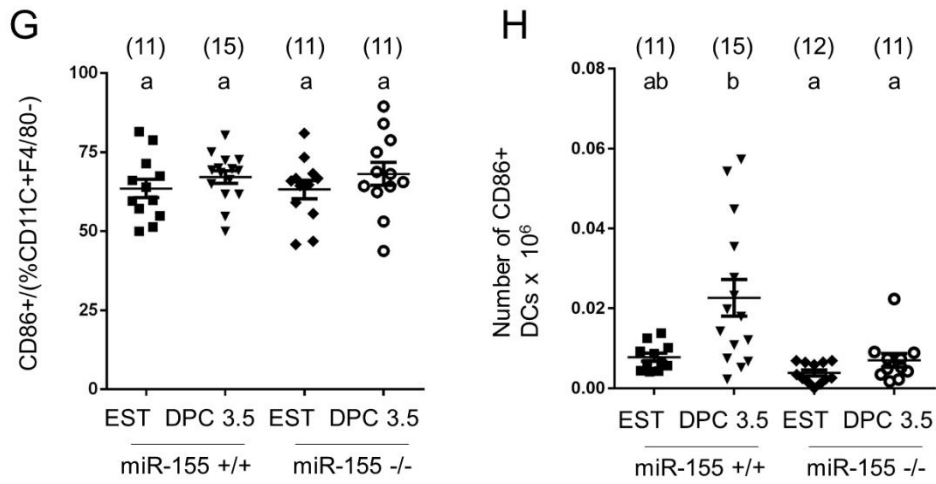 G
(11) (15) (11) (11)
a a a a
CD86+/(%CD11C+F4/80-)
100
75
50
25
0
EST DPC 3.5 EST DPC 3.5
miR-155 +/+ miR-155 -/-
H
(11) (15) (12) (11)
ab b a a
Number of CD86+
DCs x 10⁶
0.08
0.06
0.04
0.02
0.00
EST DPC 3.5 EST DPC 3.5
miR-155 +/+ miR-155 -/-